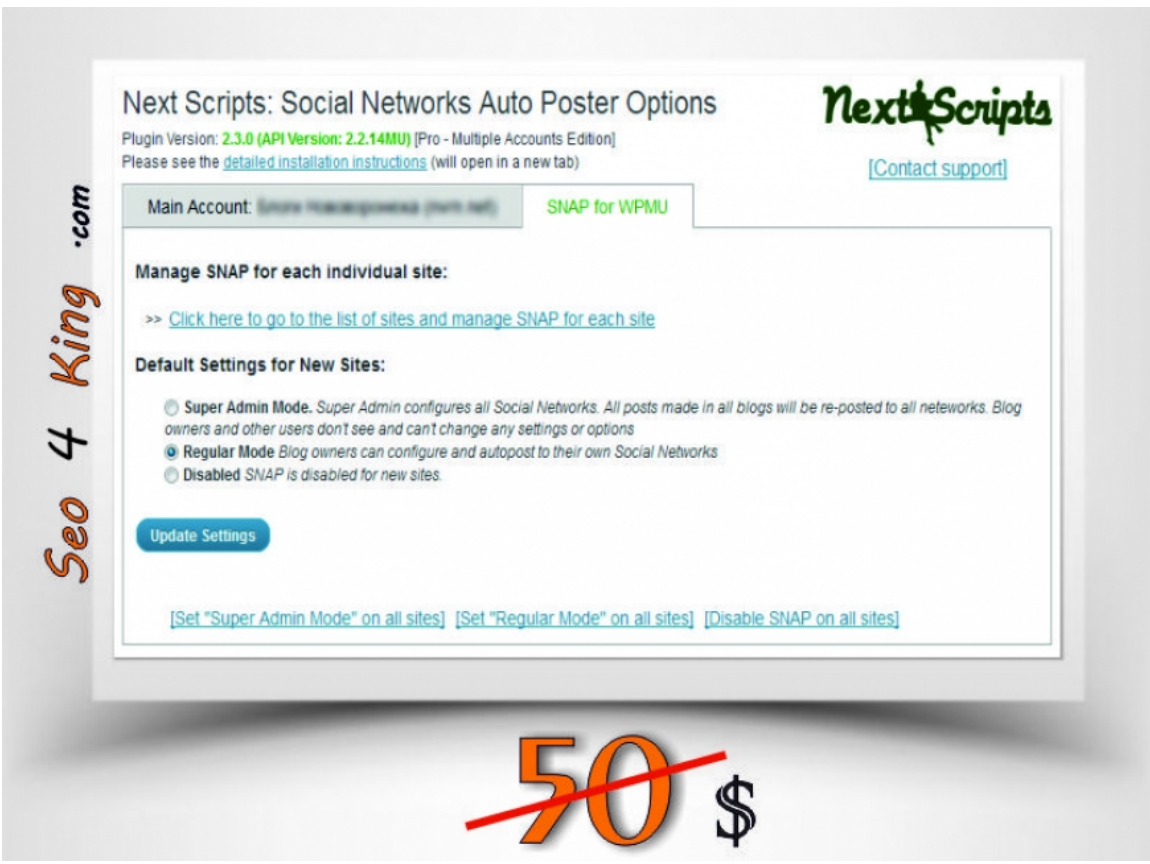 Next Scripts: Social Networks Auto Poster Options
NextScripts
Plugin Version: 2.3.0 (API Version: 2.2.14MU) [Pro - Multiple Accounts Edition]
Please see the detailed installation instructions (will open in a new tab)
[Contact support]
Main Account:
SNAP for WPMU
Manage SNAP for each individual site:
>> Click here to go to the list of sites and manage SNAP for each site
Default Settings for New Sites:
Super Admin Mode. Super Admin configures all Social Networks. All posts made in all blogs will be re-posted to all neteworks. Blog
owners and other users don't see and can't change any settings or options
Regular Mode Blog owners can configure and autopost to their own Social Networks
Disabled SNAP is disabled for new sites.
Update Settings
[Set "Super Admin Mode" on all sites] [Set "Regular Mode" on all sites] [Disable SNAP on all sites]
Seo 4 King .com
50 $